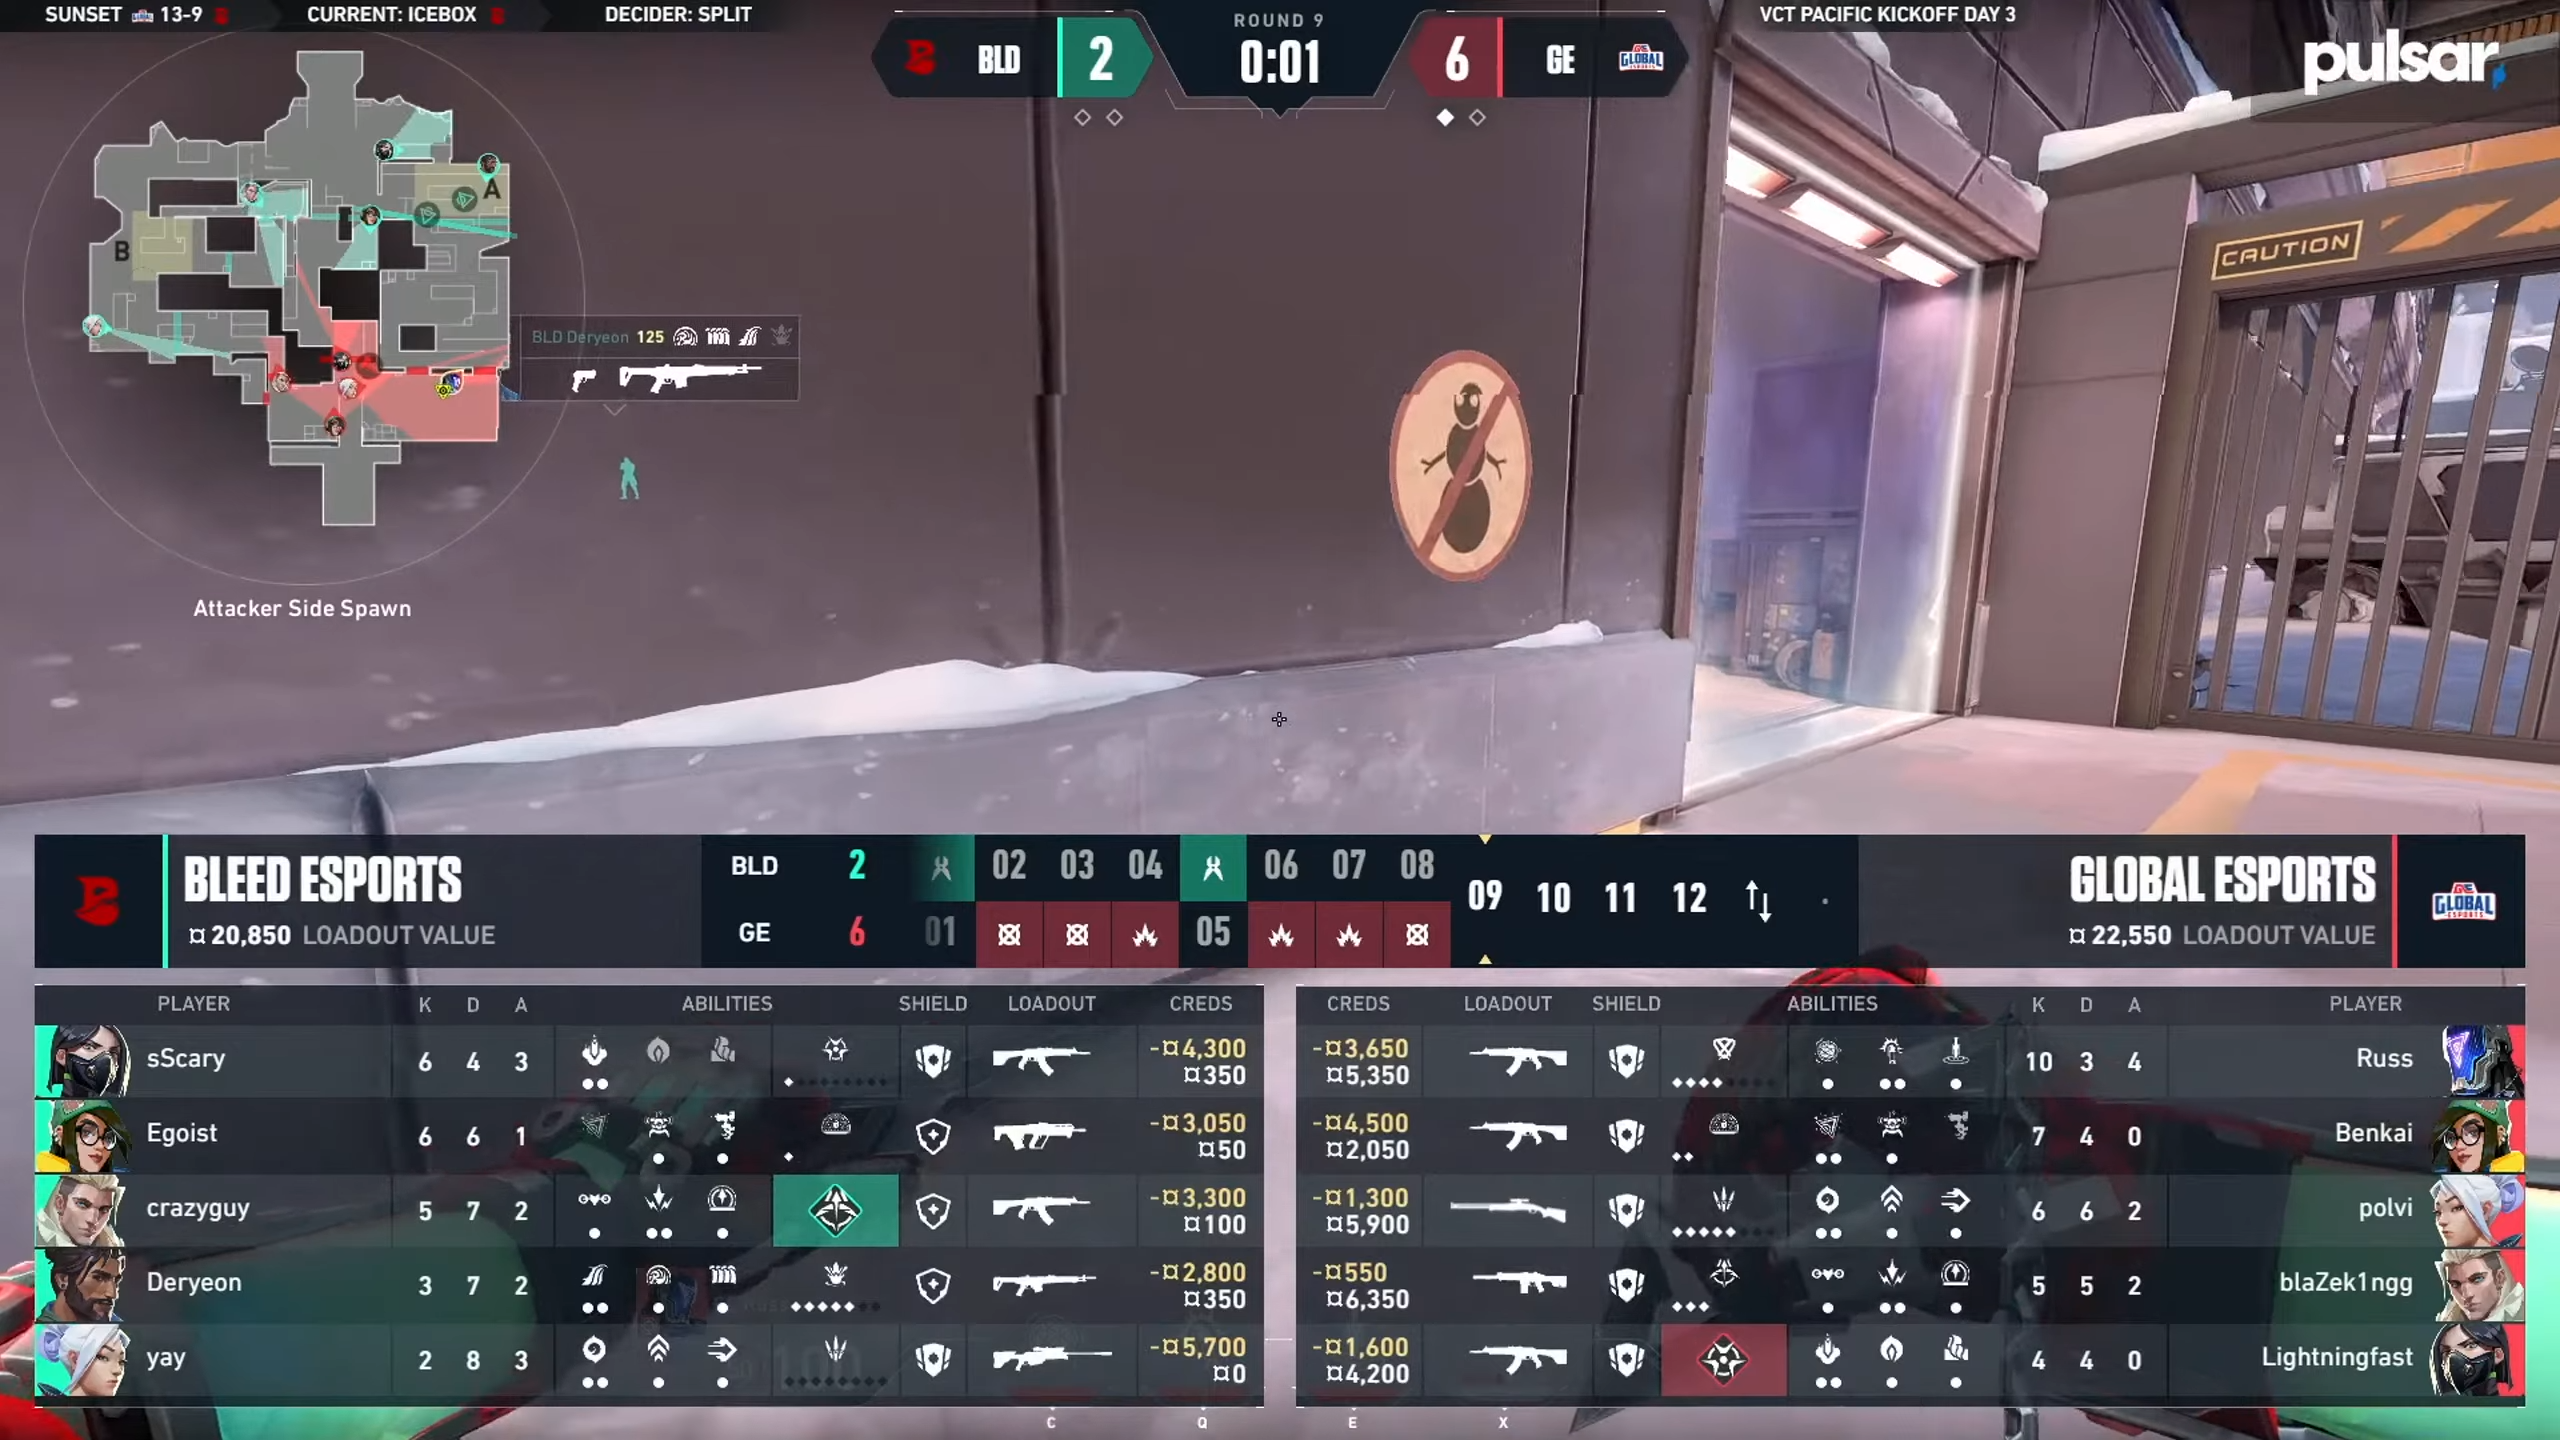 SUNSET GLOBAL 13-9
CURRENT: ICEBOX
DECIDER: SPLIT
BLD 2
ROUND 9
0:01
6 GE
GLOBAL ESPORTS
VCT PACIFIC KICKOFF DAY 3
pulsar
A
B
BLD Deryeon 125
CAUTION
Attacker Side Spawn
BLEED ESPORTS
¤ 20,850 LOADOUT VALUE
BLD 2 02 03 04 06 07 08
GE 6 01 05
09 10 11 12
GLOBAL ESPORTS
¤ 22,550 LOADOUT VALUE
GLOBAL ESPORTS
PLAYER K D A ABILITIES SHIELD LOADOUT CREDS
sScary 6 4 3 -¤4,300
¤350
Egoist 6 6 1 -¤3,050
¤50
crazyguy 5 7 2 -¤3,300
¤100
Deryeon 3 7 2 -¤2,800
¤350
yay 2 8 3 -¤5,700
¤0
CREDS LOADOUT SHIELD ABILITIES K D A PLAYER
-¤3,650 10 3 4 Russ
¤5,350
-¤4,500 7 4 0 Benkai
¤2,050
-¤1,300 6 6 2 polvi
¤5,900
-¤550 5 5 2 blaZek1ngg
¤6,350
-¤1,600 4 4 0 Lightningfast
¤4,200
C Q E X